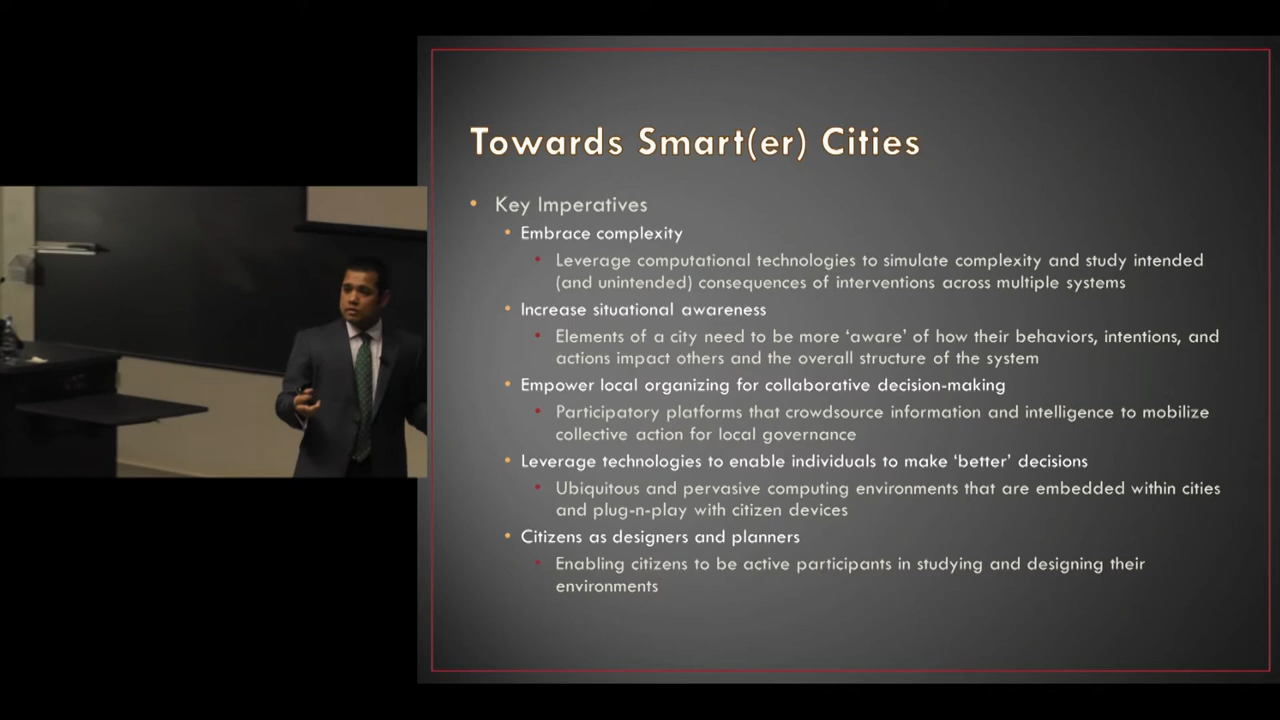 Towards Smart(er) Cities
• Key Imperatives
• Embrace complexity
• Leverage computational technologies to simulate complexity and study intended
(and unintended) consequences of interventions across multiple systems
• Increase situational awareness
• Elements of a city need to be more ‘aware’ of how their behaviors, intentions, and
actions impact others and the overall structure of the system
• Empower local organizing for collaborative decision-making
• Participatory platforms that crowdsource information and intelligence to mobilize
collective action for local governance
• Leverage technologies to enable individuals to make ‘better’ decisions
• Ubiquitous and pervasive computing environments that are embedded within cities
and plug-n-play with citizen devices
• Citizens as designers and planners
• Enabling citizens to be active participants in studying and designing their
environments